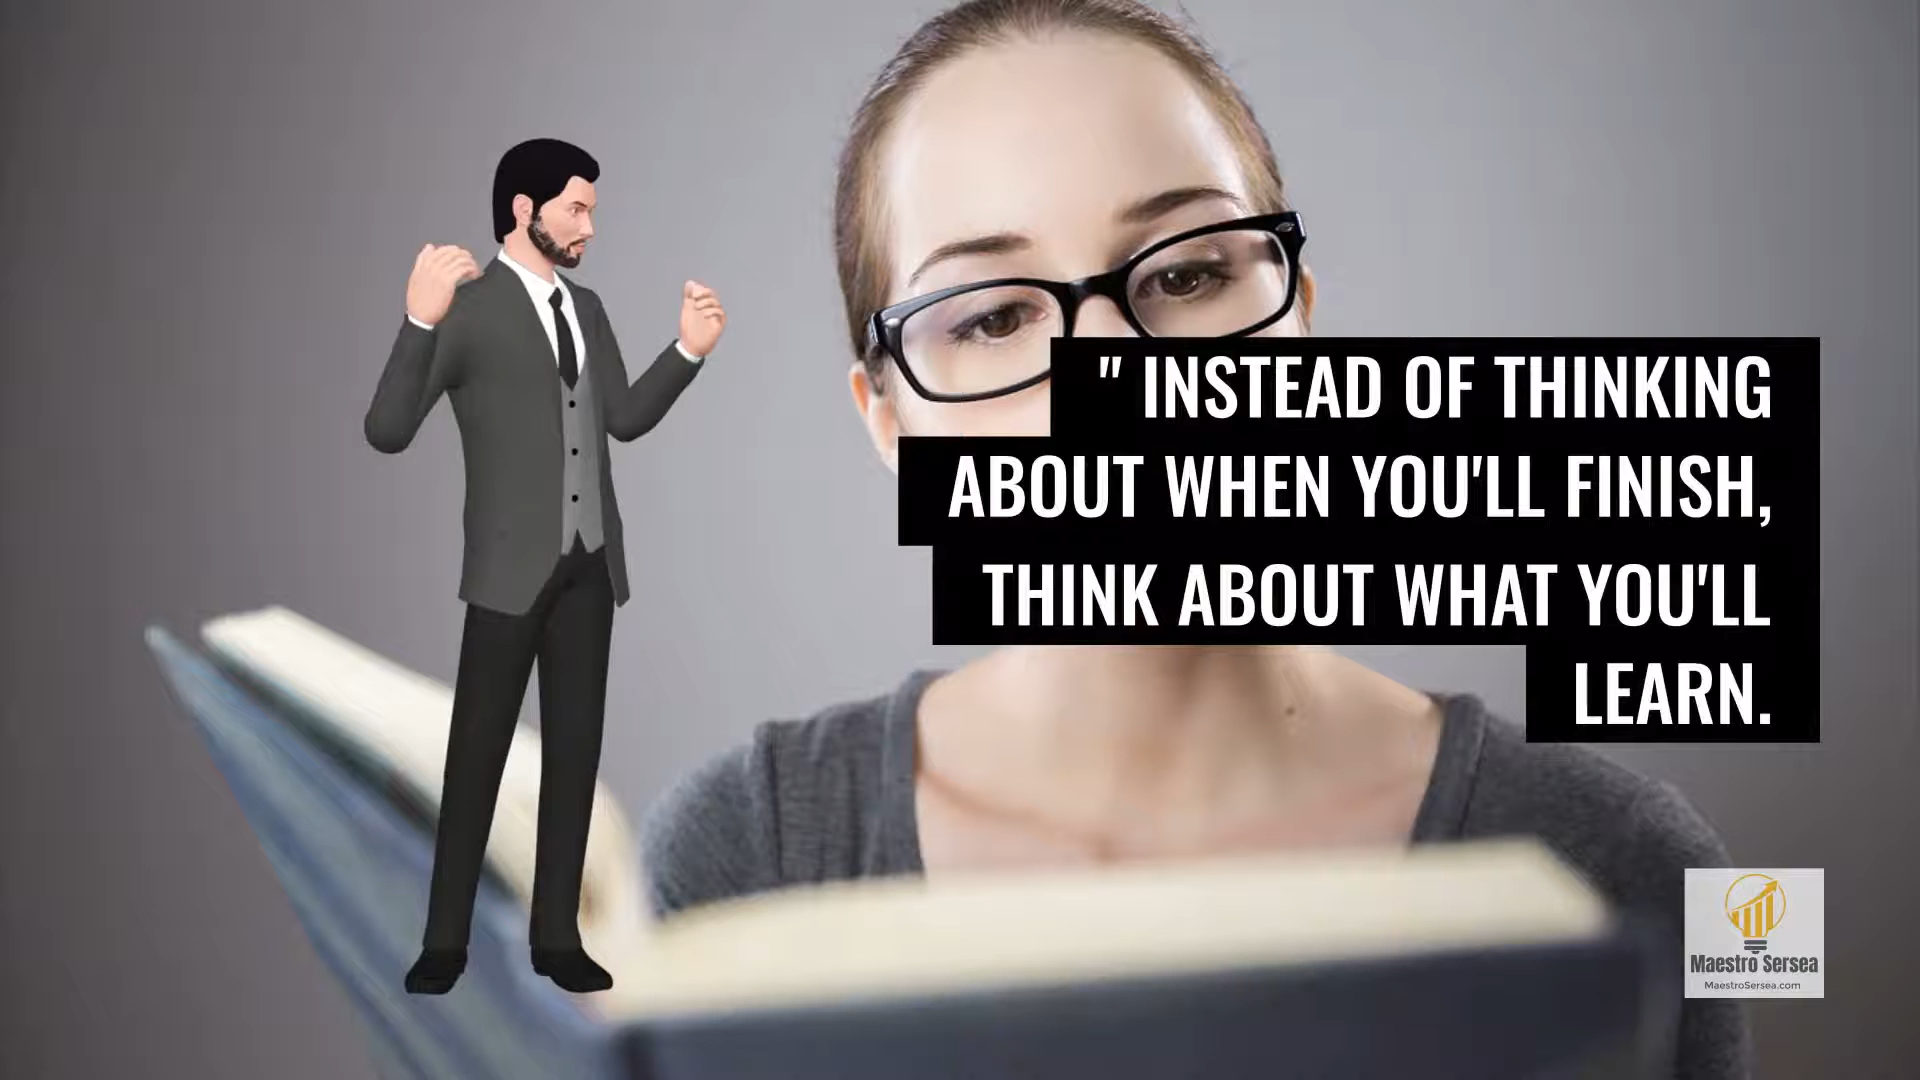 " INSTEAD OF THINKING
ABOUT WHEN YOU'LL FINISH,
THINK ABOUT WHAT YOU'LL
LEARN.
Maestro Sersea
MaestroSersea.com